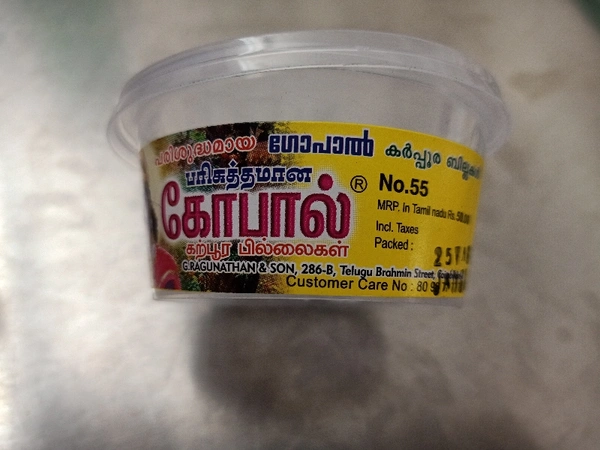 പരിശുദ്ധമായ ഗോപാൽ കർപ്പൂര
பரிசுத்தமான
கோபால் ®
கற்பூர பில்லைகள்
No.55
MRP. in Tamil nadu Rs.
Incl. Taxes
Packed :
G.RAGUNATHAN & SON, 286-B, Telugu Brahmin Street,
Customer Care No : 80